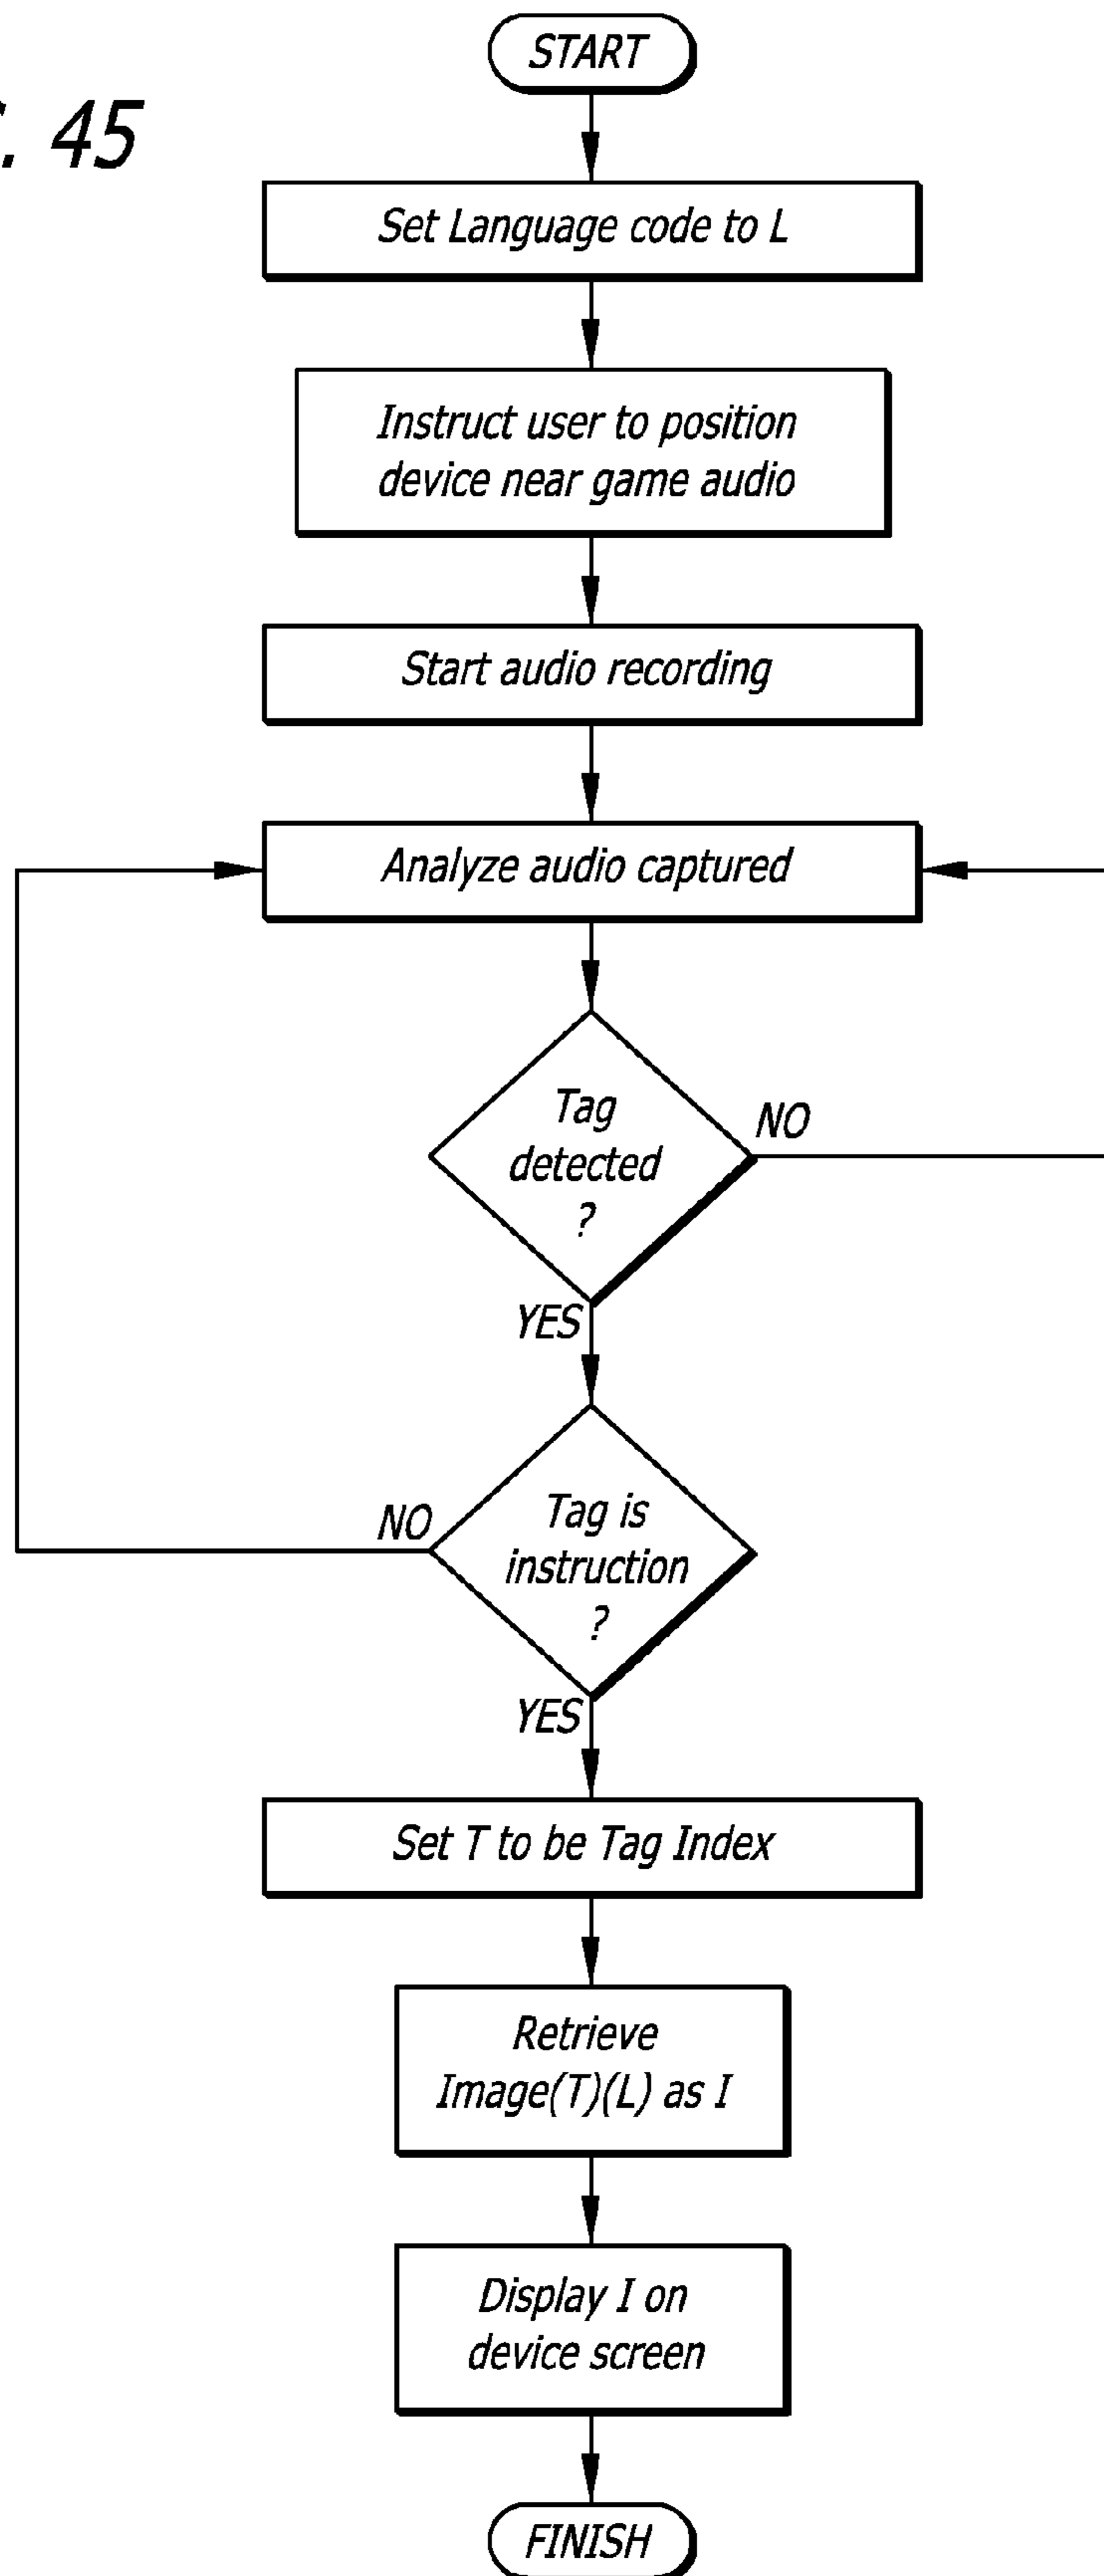 START
. 45
Set Language code to L
Instruct user to position
device near game audio
Start audio recording
Analyze audio captured
Tag
detected
?
NO
YES
Tag is
instruction
?
NO
YES
Set T to be Tag Index
Retrieve
Image(T)(L) as I
Display I on
device screen
FINISH